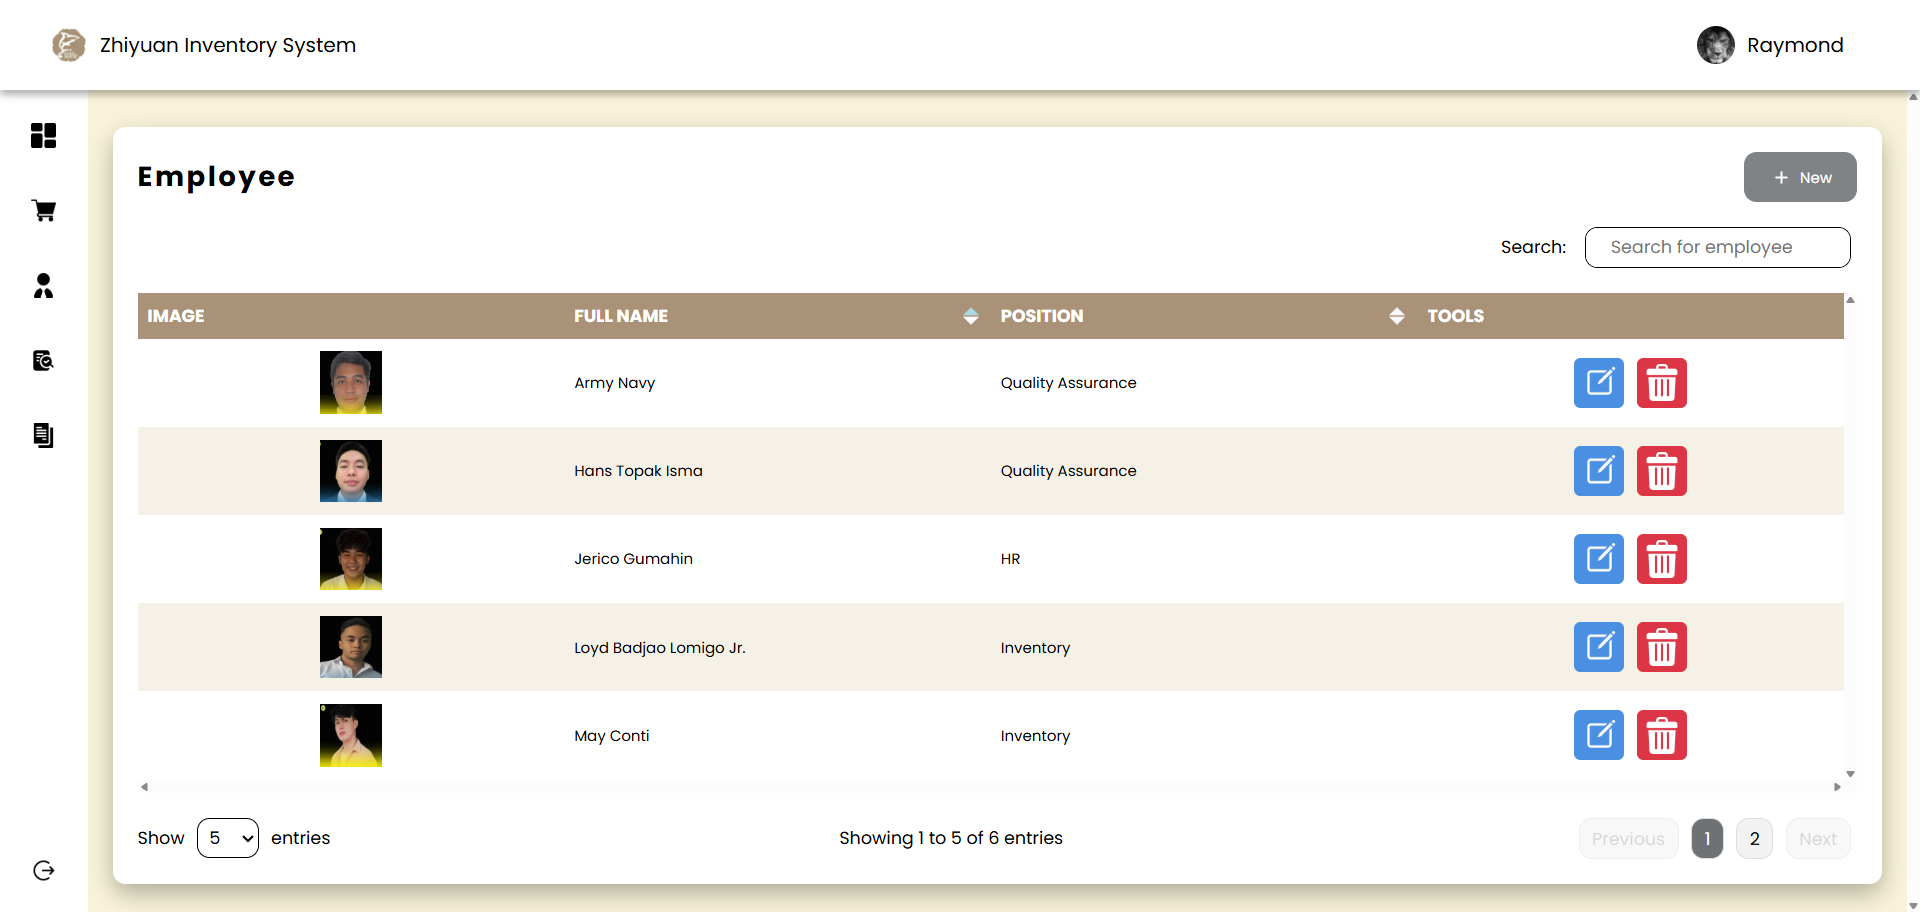 Zhiyuan Inventory System
Raymond
Employee
+ New
Search: Search for employee
IMAGE FULL NAME POSITION TOOLS
Army Navy Quality Assurance
Hans Topak Isma Quality Assurance
Jerico Gumahin HR
Loyd Badjao Lomigo Jr. Inventory
May Conti Inventory
Show 5 entries Showing 1 to 5 of 6 entries Previous 1 2 Next